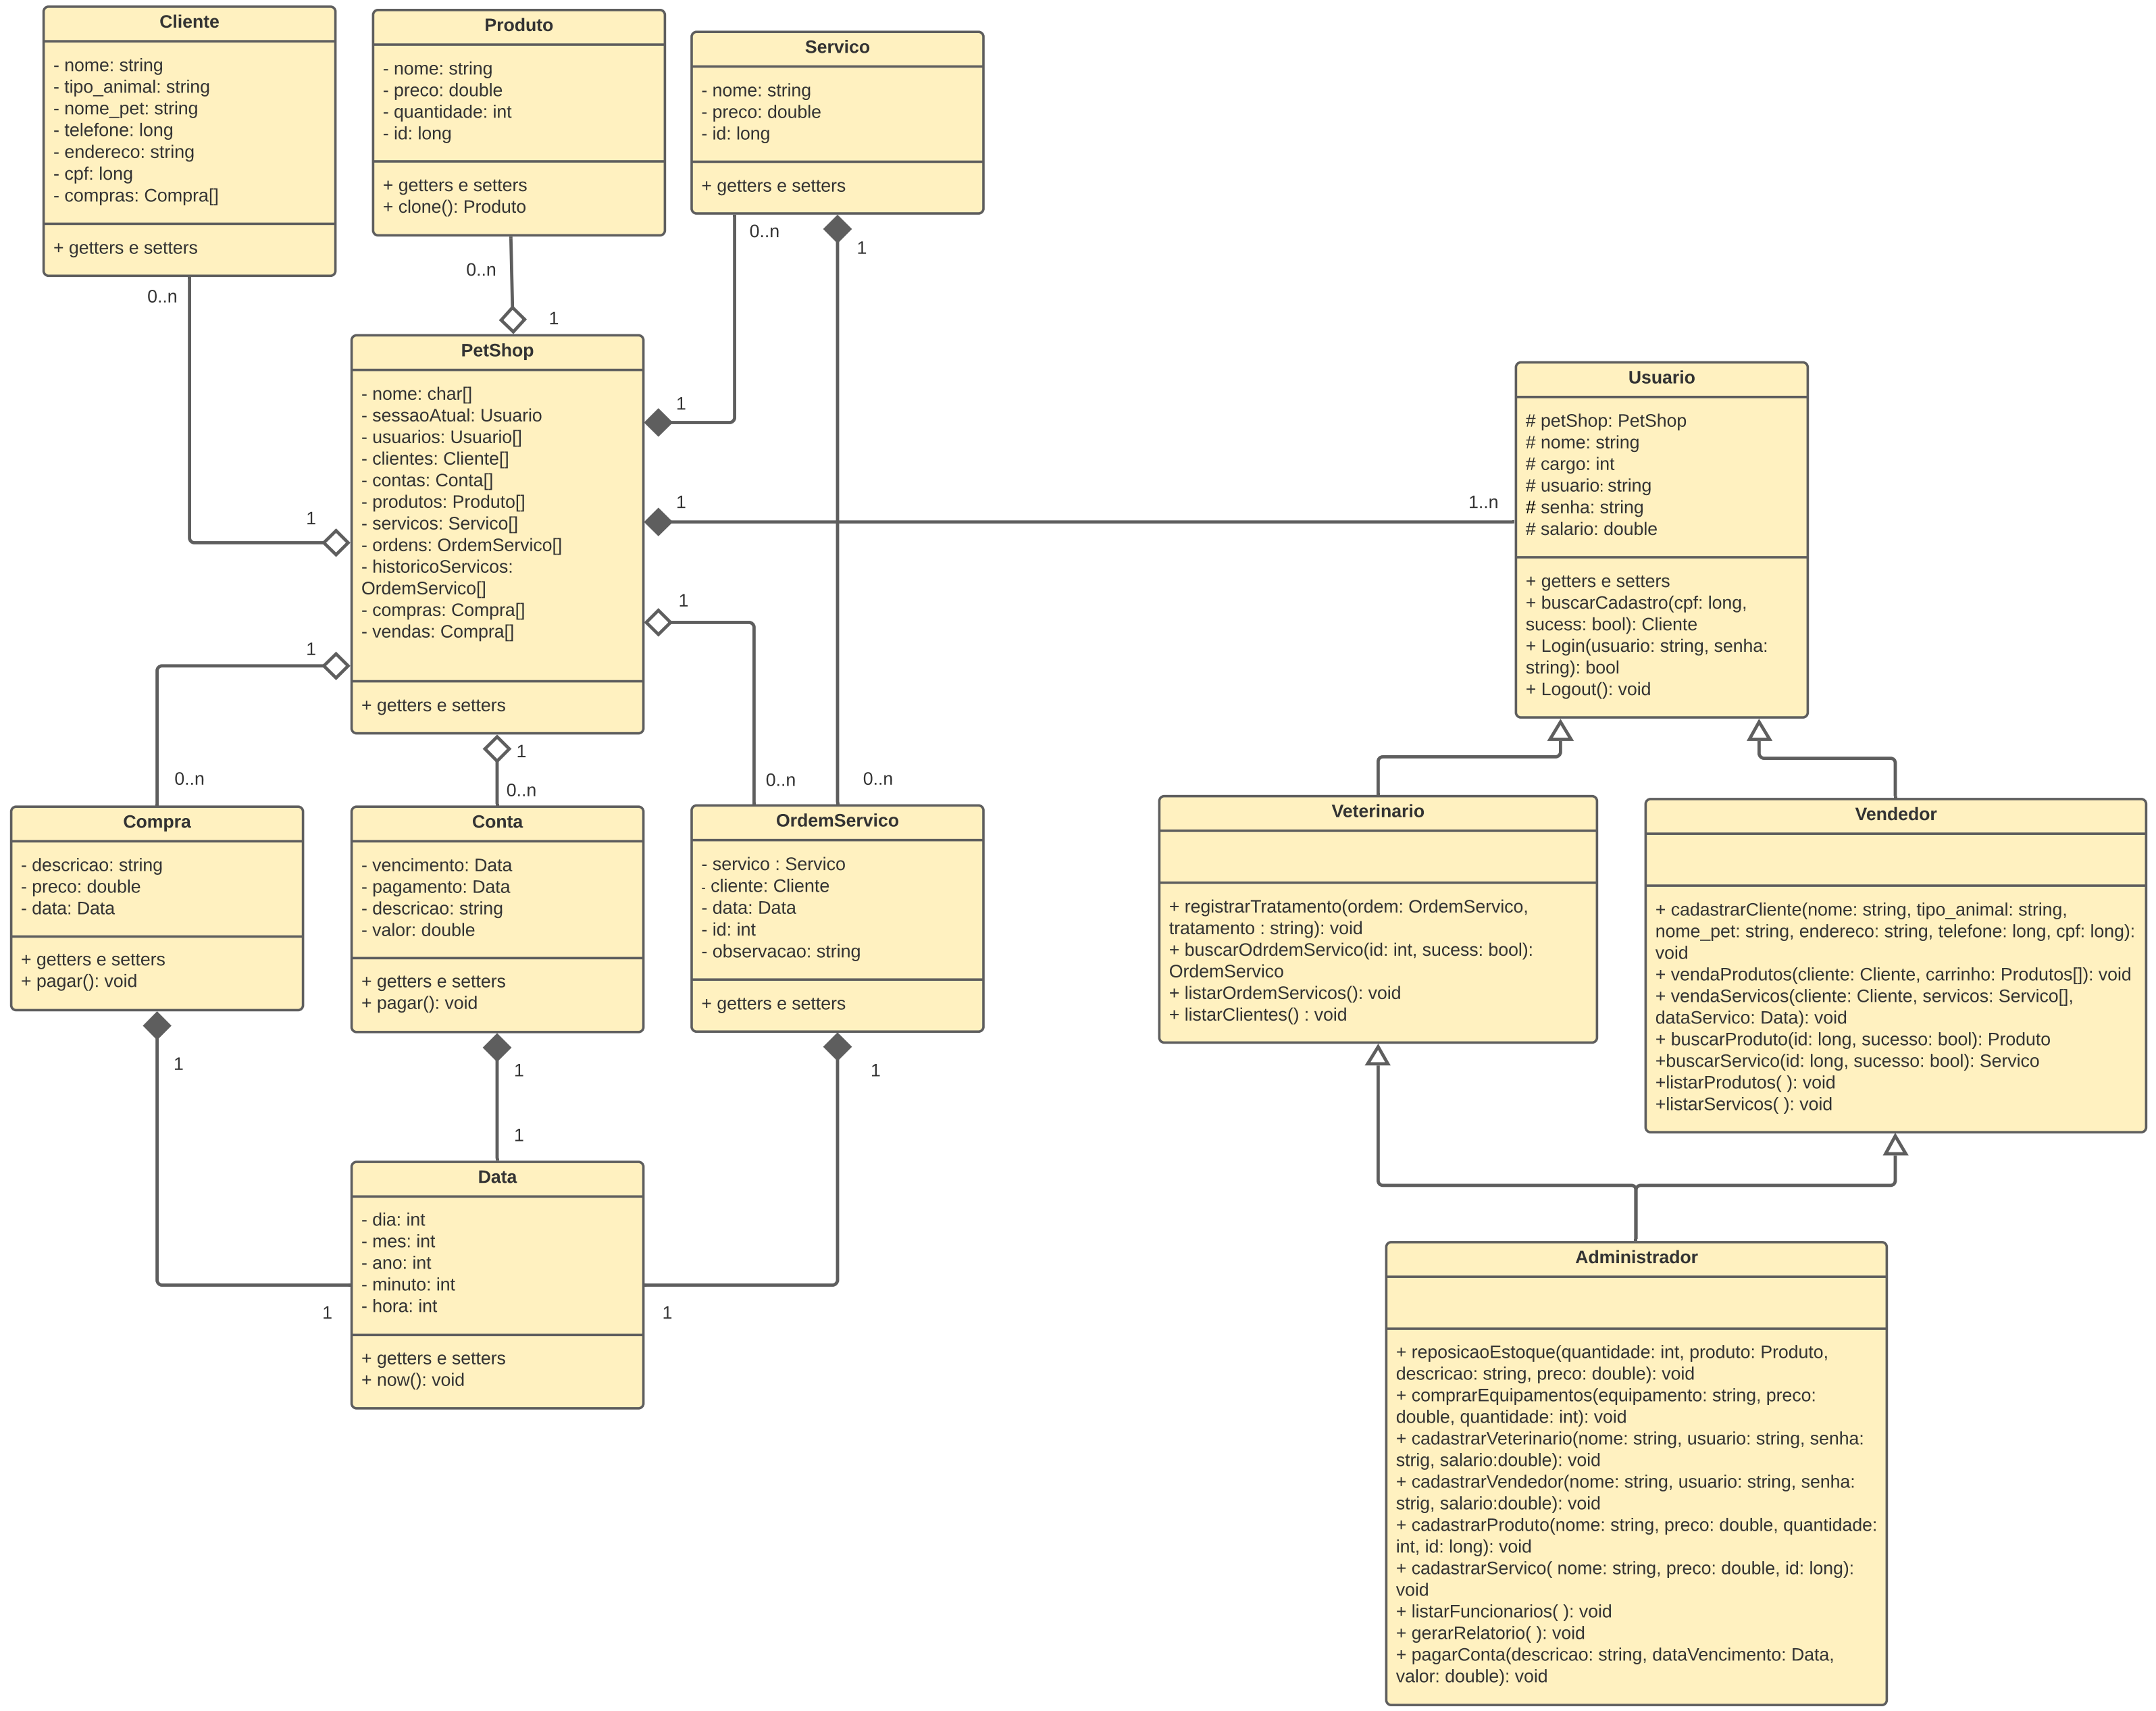 Cliente
- nome: string
- tipo_animal: string
- nome_pet: string
- telefone: long
- endereco: string
- cpf: long
- compras: Compra[]
+ getters e setters
0..n
Produto
- nome: string
- preco: double
- quantidade: int
- id: long
+ getters e setters
+ clone(): Produto
0..n
1
Servico
- nome: string
- preco: double
- id: long
+ getters e setters
0..n
1
PetShop
- nome: char[]
- sessaoAtual: Usuario
- usuarios: Usuario[]
- clientes: Cliente[]
- contas: Conta[]
- produtos: Produto[]
- servicos: Servico[]
- ordens: OrdemServico[]
- historicoServicos:
OrdemServico[]
- compras: Compra[]
- vendas: Compra[]
+ getters e setters
1
1
1
1
1
1
1..n
0..n
0..n
0..n
0..n
Usuario
# petShop: PetShop
# nome: string
# cargo: int
# usuario: string
# senha: string
# salario: double
+ getters e setters
+ buscarCadastro(cpf: long,
sucess: bool): Cliente
+ Login(usuario: string, senha:
string): bool
+ Logout(): void
Compra
- descricao: string
- preco: double
- data: Data
+ getters e setters
+ pagar(): void
1
Conta
- vencimento: Data
- pagamento: Data
- descricao: string
- valor: double
+ getters e setters
+ pagar(): void
1
1
OrdemServico
- servico : Servico
- cliente: Cliente
- data: Data
- id: int
- observacao: string
+ getters e setters
1
Veterinario
+ registrarTratamento(ordem: OrdemServico,
tratamento : string): void
+ buscarOdrdemServico(id: int, sucess: bool):
OrdemServico
+ listarOrdemServicos(): void
+ listarClientes() : void
Vendedor
+ cadastrarCliente(nome: string, tipo_animal: string,
nome_pet: string, endereco: string, telefone: long, cpf: long):
void
+ vendaProdutos(cliente: Cliente, carrinho: Produtos[]): void
+ vendaServicos(cliente: Cliente, servicos: Servico[],
dataServico: Data): void
+ buscarProduto(id: long, sucesso: bool): Produto
+buscarServico(id: long, sucesso: bool): Servico
+listarProdutos( ): void
+listarServicos( ): void
Data
- dia: int
- mes: int
- ano: int
- minuto: int
- hora: int
+ getters e setters
+ now(): void
1
1
Administrador
+ reposicaoEstoque(quantidade: int, produto: Produto,
descricao: string, preco: double): void
+ comprarEquipamentos(equipamento: string, preco:
double, quantidade: int): void
+ cadastrarVeterinario(nome: string, usuario: string, senha:
strig, salario:double): void
+ cadastrarVendedor(nome: string, usuario: string, senha:
strig, salario:double): void
+ cadastrarProduto(nome: string, preco: double, quantidade:
int, id: long): void
+ cadastrarServico( nome: string, preco: double, id: long):
void
+ listarFuncionarios( ): void
+ gerarRelatorio( ): void
+ pagarConta(descricao: string, dataVencimento: Data,
valor: double): void